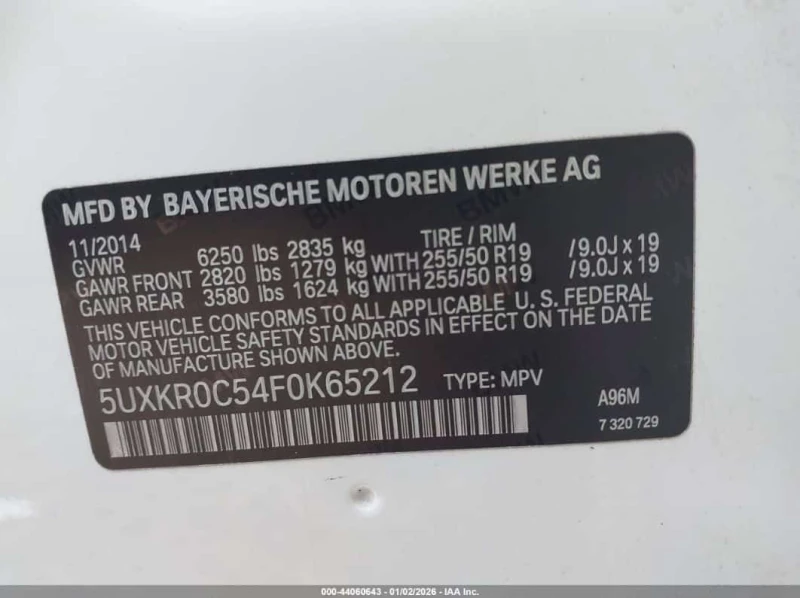 MFD BY BAYERISCHE MOTOREN WERKE AG
11/2014
GVWR 6250 lbs 2835 kg TIRE / RIM
GAWR FRONT 2820 lbs 1279 kg WITH 255/50 R19 /9.0J x 19
GAWR REAR 3580 lbs 1624 kg WITH 255/50 R19 /9.0J x 19
THIS VEHICLE CONFORMS TO ALL APPLICABLE U. S. FEDERAL
MOTOR VEHICLE SAFETY STANDARDS IN EFFECT ON THE DATE
OF MANUFACTURE SHOWN ABOVE.
5UXKR0C54F0K65212 TYPE: MPV A96M
7 320 729
000-44060643 - 01/02/2026 - IAA Inc.